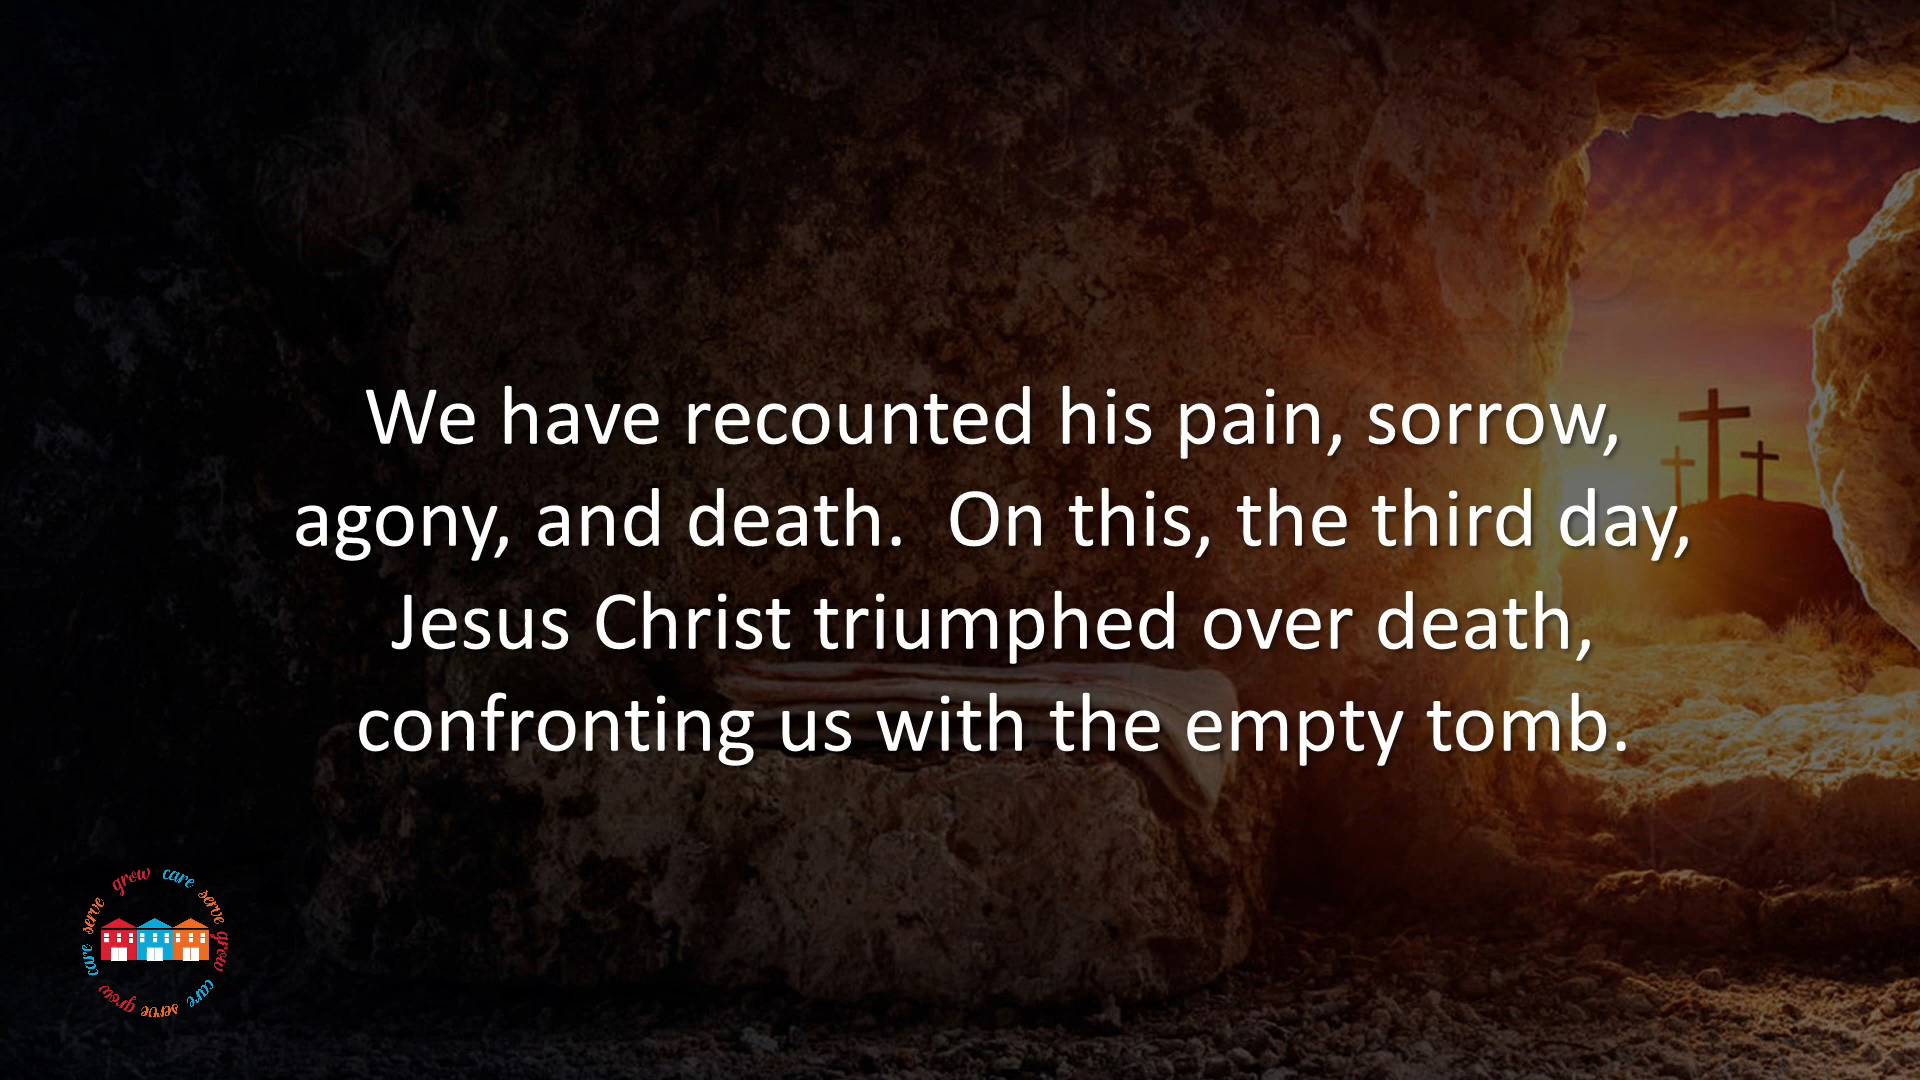 We have recounted his pain, sorrow,
agony, and death.  On this, the third day,
Jesus Christ triumphed over death,
confronting us with the empty tomb.
grow care serve grow care serve grow care serve